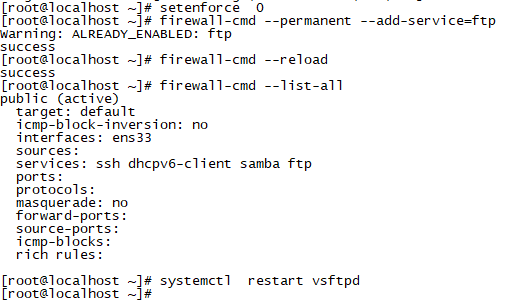 [root@localhost ~]# setenforce  0
[root@localhost ~]# firewall-cmd --permanent --add-service=ftp
Warning: ALREADY_ENABLED: ftp
success
[root@localhost ~]# firewall-cmd --reload
success
[root@localhost ~]# firewall-cmd --list-all
public (active)
  target: default
  icmp-block-inversion: no
  interfaces: ens33
  sources:
  services: ssh dhcpv6-client samba ftp
  ports:
  protocols:
  masquerade: no
  forward-ports:
  source-ports:
  icmp-blocks:
  rich rules:

[root@localhost ~]# systemctl  restart vsftpd
[root@localhost ~]#